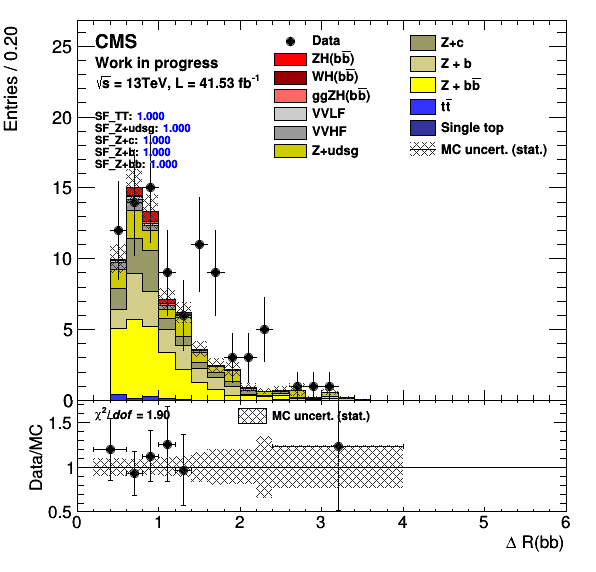 Entries / 0.20
25
20
15
10
5
0
CMS
Work in progress
√s = 13TeV, L = 41.53 fb⁻¹
SF_TT: 1.000
SF_Z+udsg: 1.000
SF_Z+c: 1.000
SF_Z+b: 1.000
SF_Z+bb: 1.000
Data
ZH(bb̅)
WH(bb̅)
ggZH(bb̅)
VVLF
VVHF
Z+udsg
Z+c
Z + b
Z + bb̅
tt̅
Single top
MC uncert. (stat.)
Data/MC
1.5
1
0.5
χ²/dof = 1.90
MC uncert. (stat.)
0 1 2 3 4 5 6
Δ R(bb)